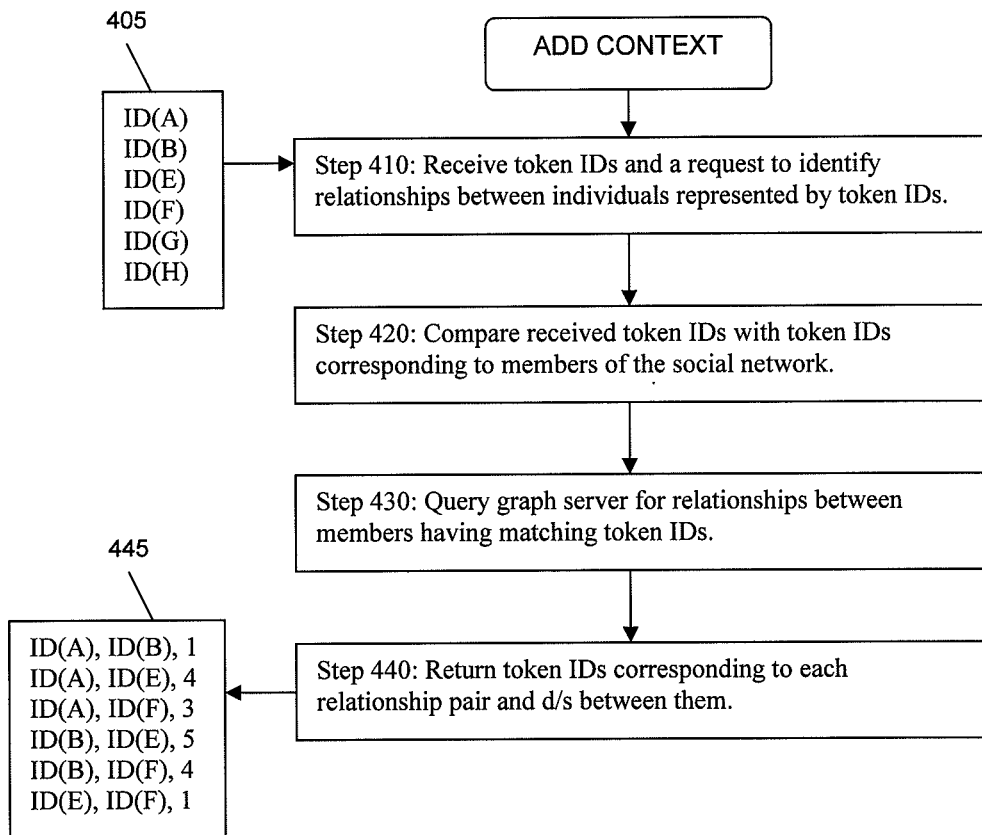 405
ADD CONTEXT
ID(A)
ID(B)
ID(E)
ID(F)
ID(G)
ID(H)
Step 410: Receive token IDs and a request to identify
relationships between individuals represented by token IDs.
Step 420: Compare received token IDs with token IDs
corresponding to members of the social network.
Step 430: Query graph server for relationships between
members having matching token IDs.
445
ID(A), ID(B), 1
ID(A), ID(E), 4
ID(A), ID(F), 3
ID(B), ID(E), 5
ID(B), ID(F), 4
ID(E), ID(F), 1
Step 440: Return token IDs corresponding to each
relationship pair and d/s between them.